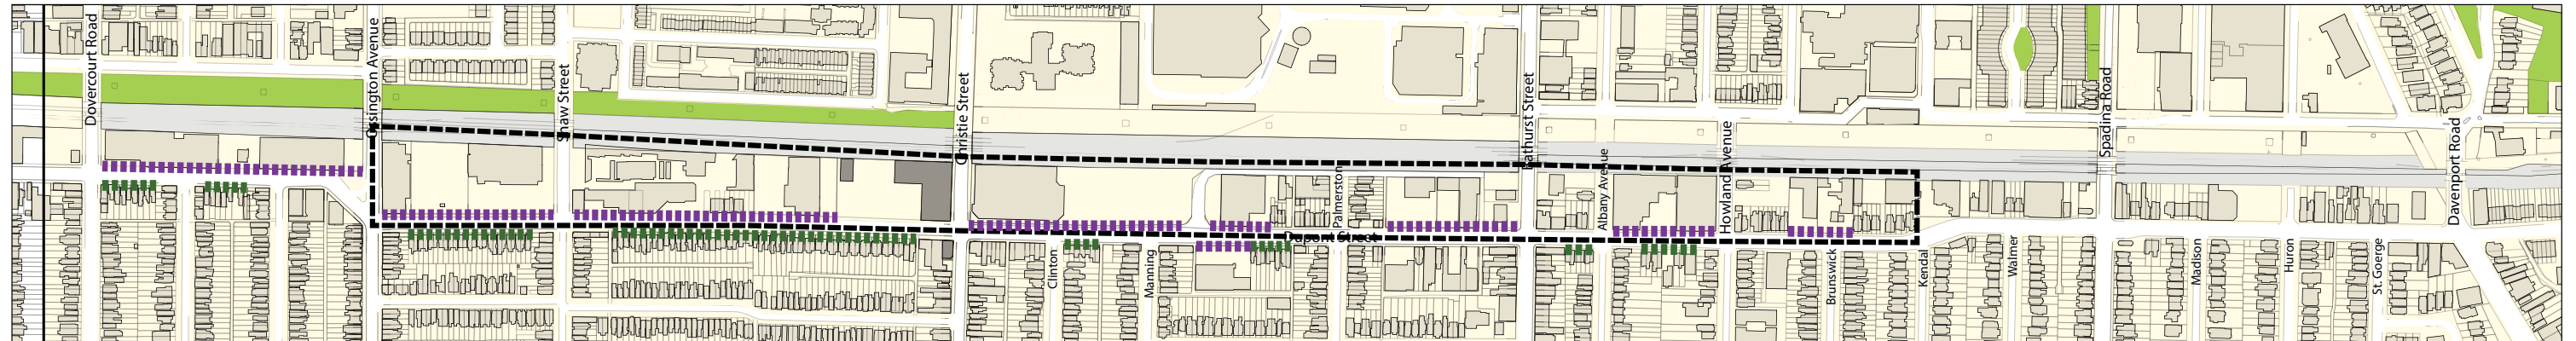 Dovercourt Road
Ossington Avenue
Shaw Street
Christie Street
Bathurst Street
Albany Avenue
Howland Avenue
Spadina Road
Davenport Road
Palmerston
Dupont Street
Clinton
Manning
Brunswick
Kendal
Walmer
Madison
Huron
St. Goerge